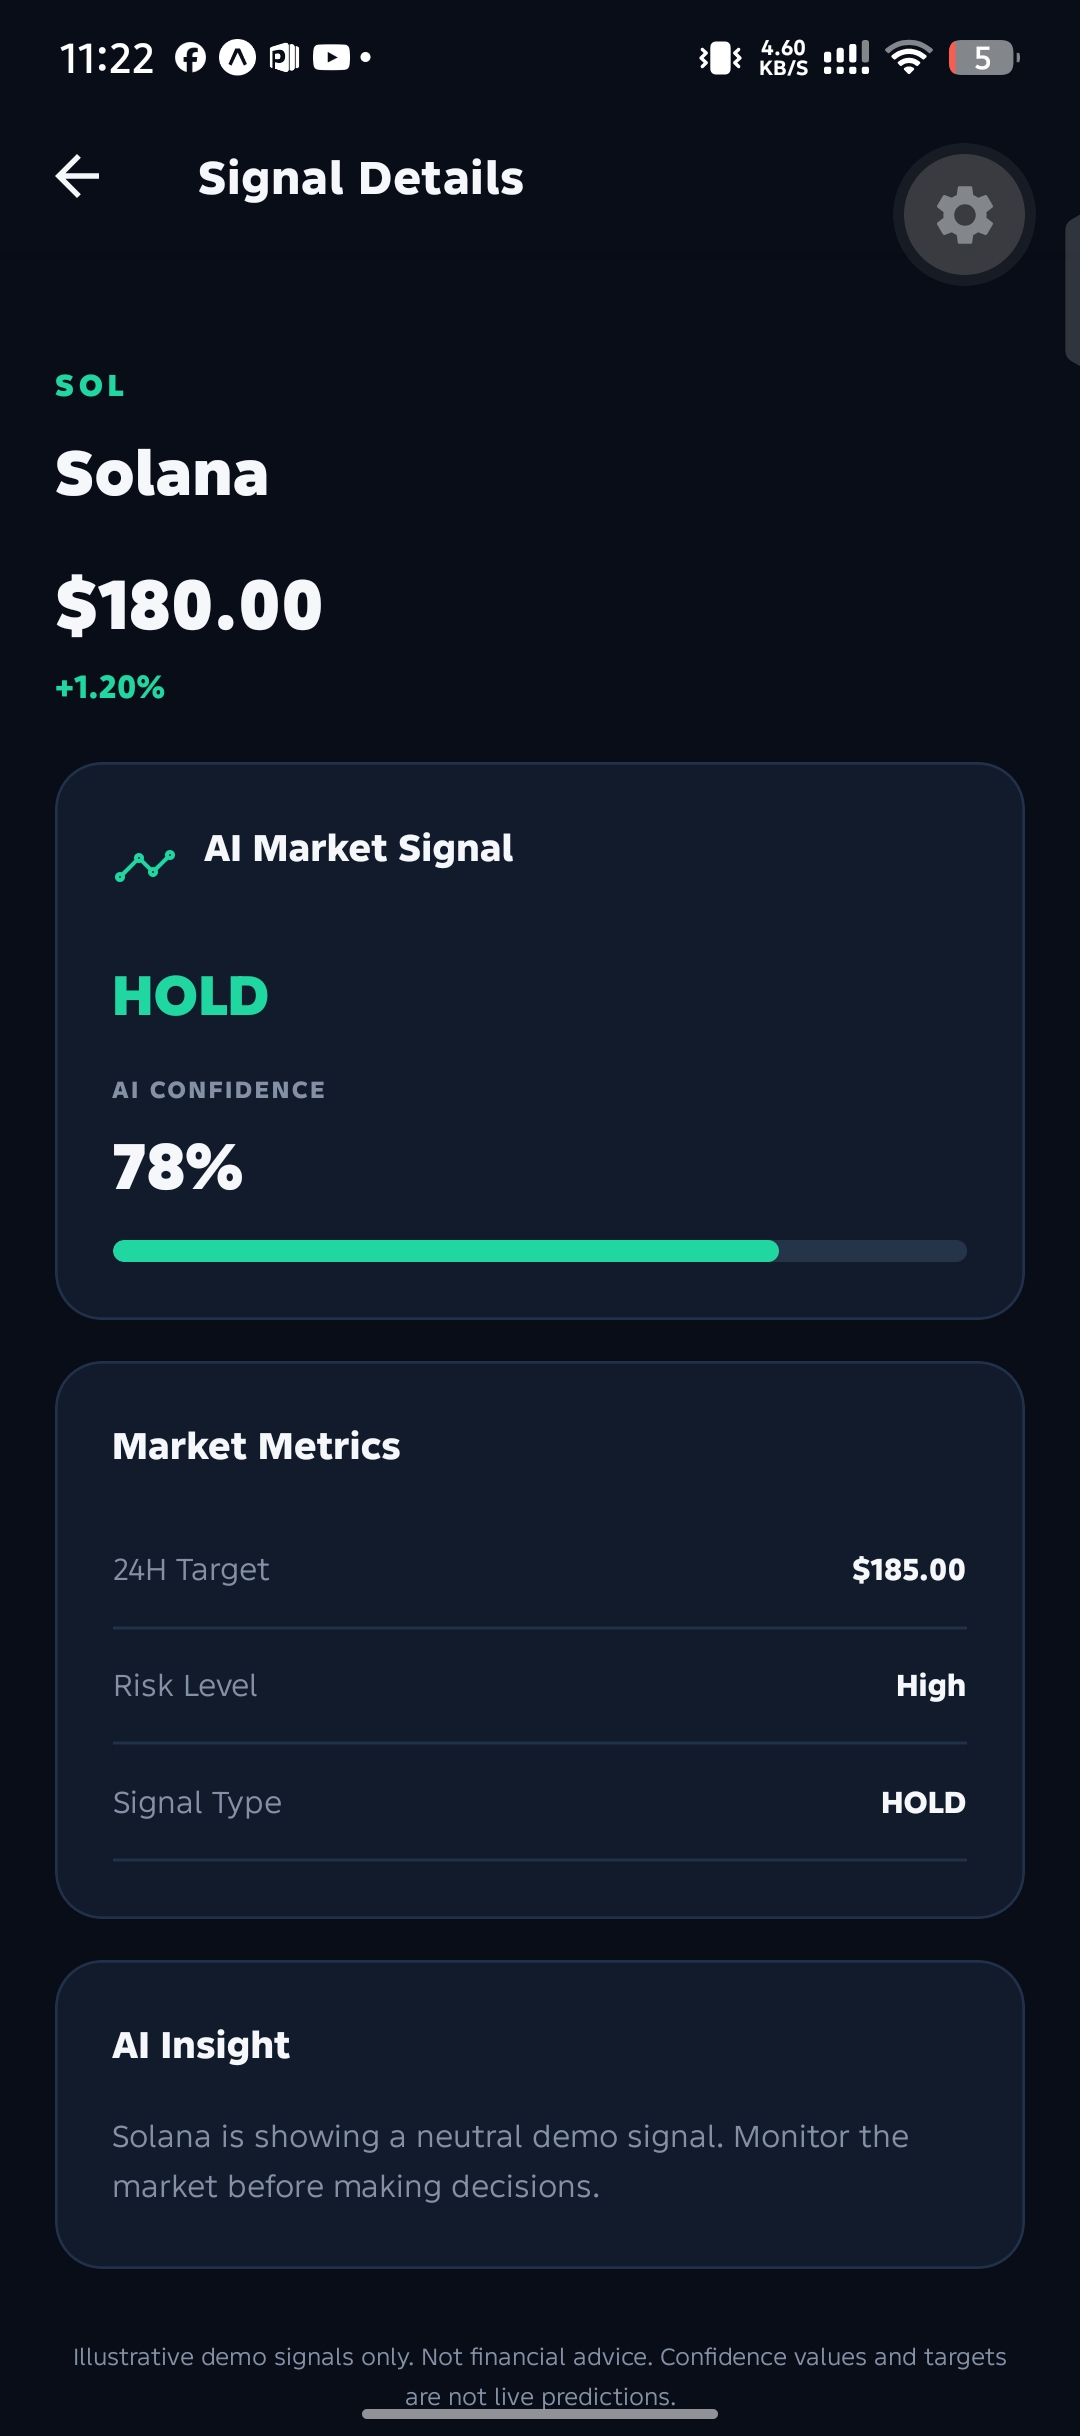 11:22
4.60
KB/S
5
Signal Details
SOL
Solana
$180.00
+1.20%
AI Market Signal
HOLD
AI CONFIDENCE
78%
Market Metrics
24H Target $185.00
Risk Level High
Signal Type HOLD
AI Insight
Solana is showing a neutral demo signal. Monitor the
market before making decisions.
Illustrative demo signals only. Not financial advice. Confidence values and targets
are not live predictions.